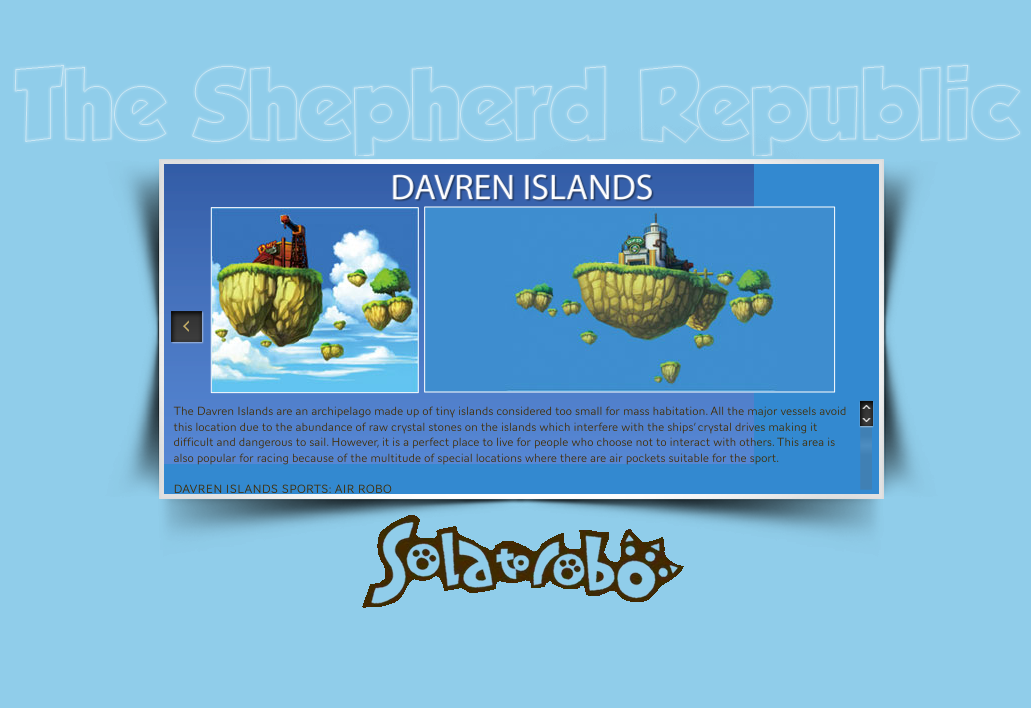 The Shepherd Republic
DAVREN ISLANDS
The Davren Islands are an archipelago made up of tiny islands considered too small for mass habitation. All the major vessels avoid
this location due to the abundance of raw crystal stones on the islands which interfere with the ships' crystal drives making it
difficult and dangerous to sail. However, it is a perfect place to live for people who choose not to interact with others. This area is
also popular for racing because of the multitude of special locations where there are air pockets suitable for the sport.
DAVREN ISLANDS SPORTS: AIR ROBO
Solatorobo